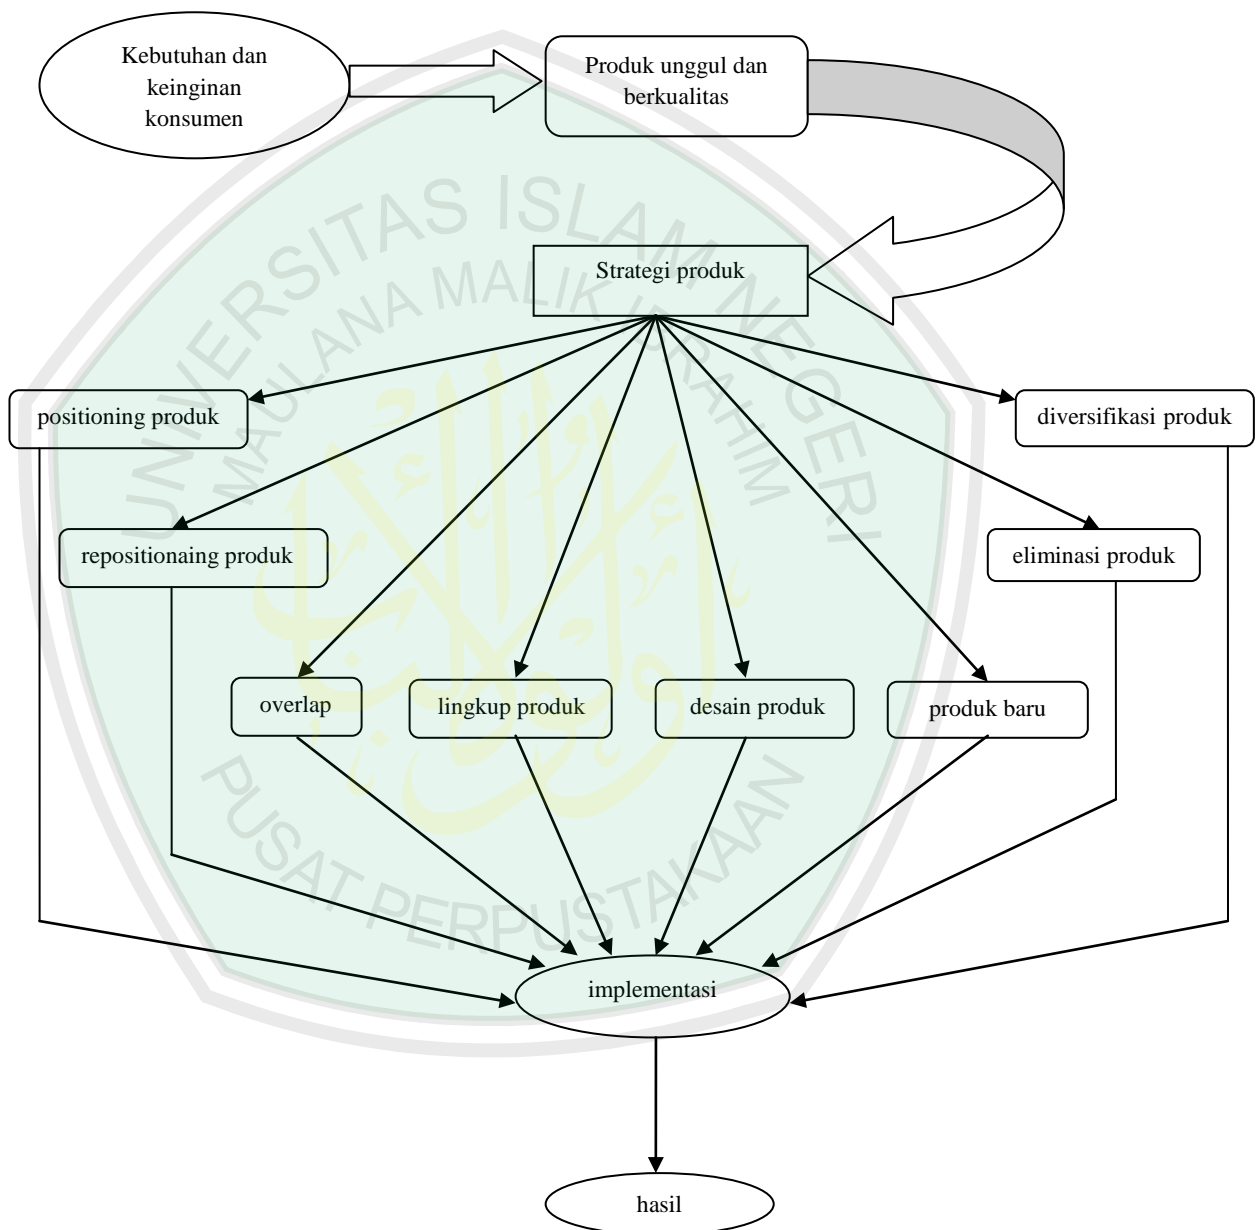 Kebutuhan dan
keinginan
konsumen
Produk unggul dan
berkualitas
Strategi produk
positioning produk
diversifikasi produk
repositionaing produk
eliminasi produk
overlap
lingkup produk
desain produk
produk baru
implementasi
hasil
UNIVERSITAS ISLAM NEGERI
MAULANA MALIK IBRAHIM
PUSAT PERPUSTAKAAN